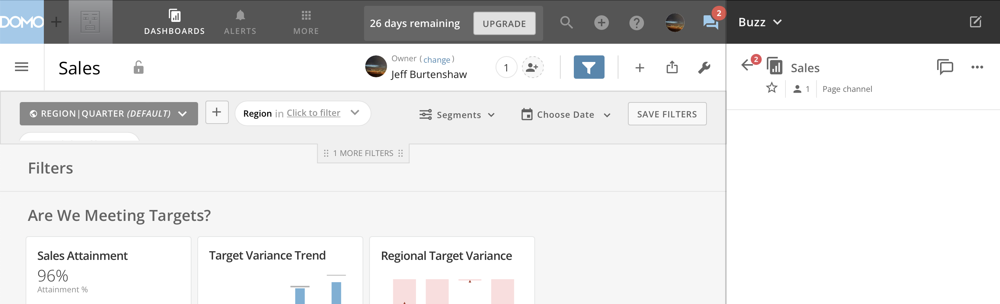 DOMO
DASHBOARDS
ALERTS
MORE
26 days remaining
UPGRADE
2
Buzz
Sales
Owner (change)
Jeff Burtenshaw
1
2
Sales
1
Page channel
REGION|QUARTER (DEFAULT)
Region in Click to filter
Segments
Choose Date
SAVE FILTERS
1 MORE FILTERS
Filters
Are We Meeting Targets?
Sales Attainment
96%
Attainment %
Target Variance Trend
Regional Target Variance